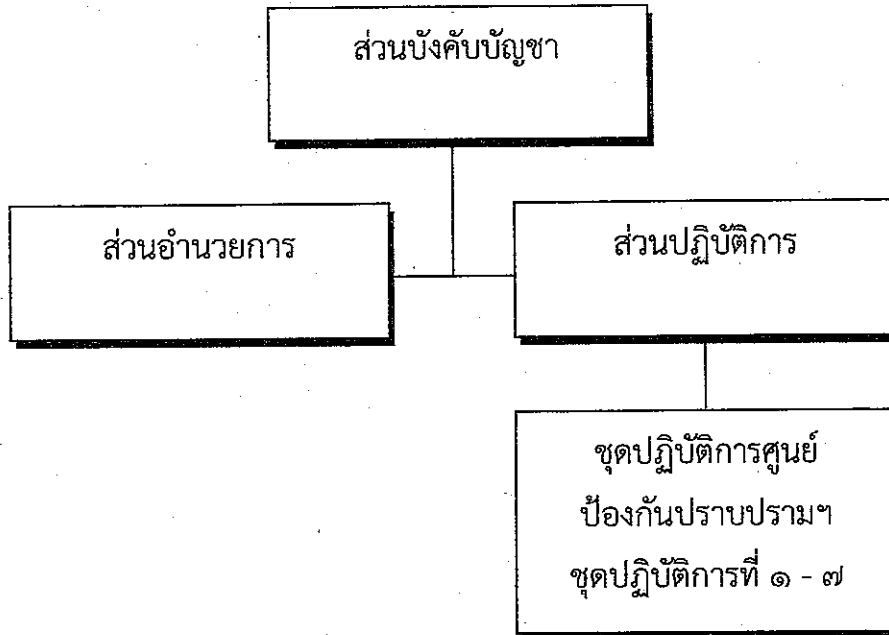 ส่วนบังคับบัญชา
ส่วนอำนวยการ
ส่วนปฏิบัติการ
ชุดปฏิบัติการศูนย์
ป้องกันปราบปรามฯ
ชุดปฏิบัติการที่ ๑ - ๗